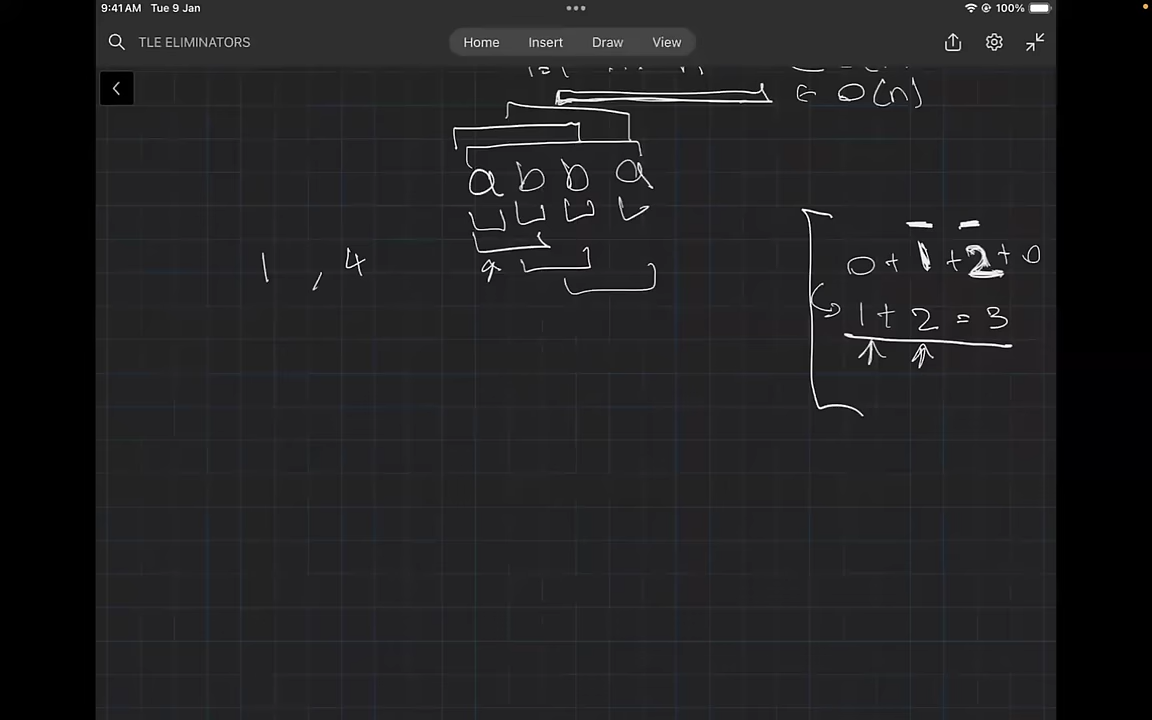 9:41 AM Tue 9 Jan
100%
TLE ELIMINATORS
Home Insert Draw View
O(n)
a b b a
1 , 4
0 + 1 + 2 + 0
1 + 2 = 3